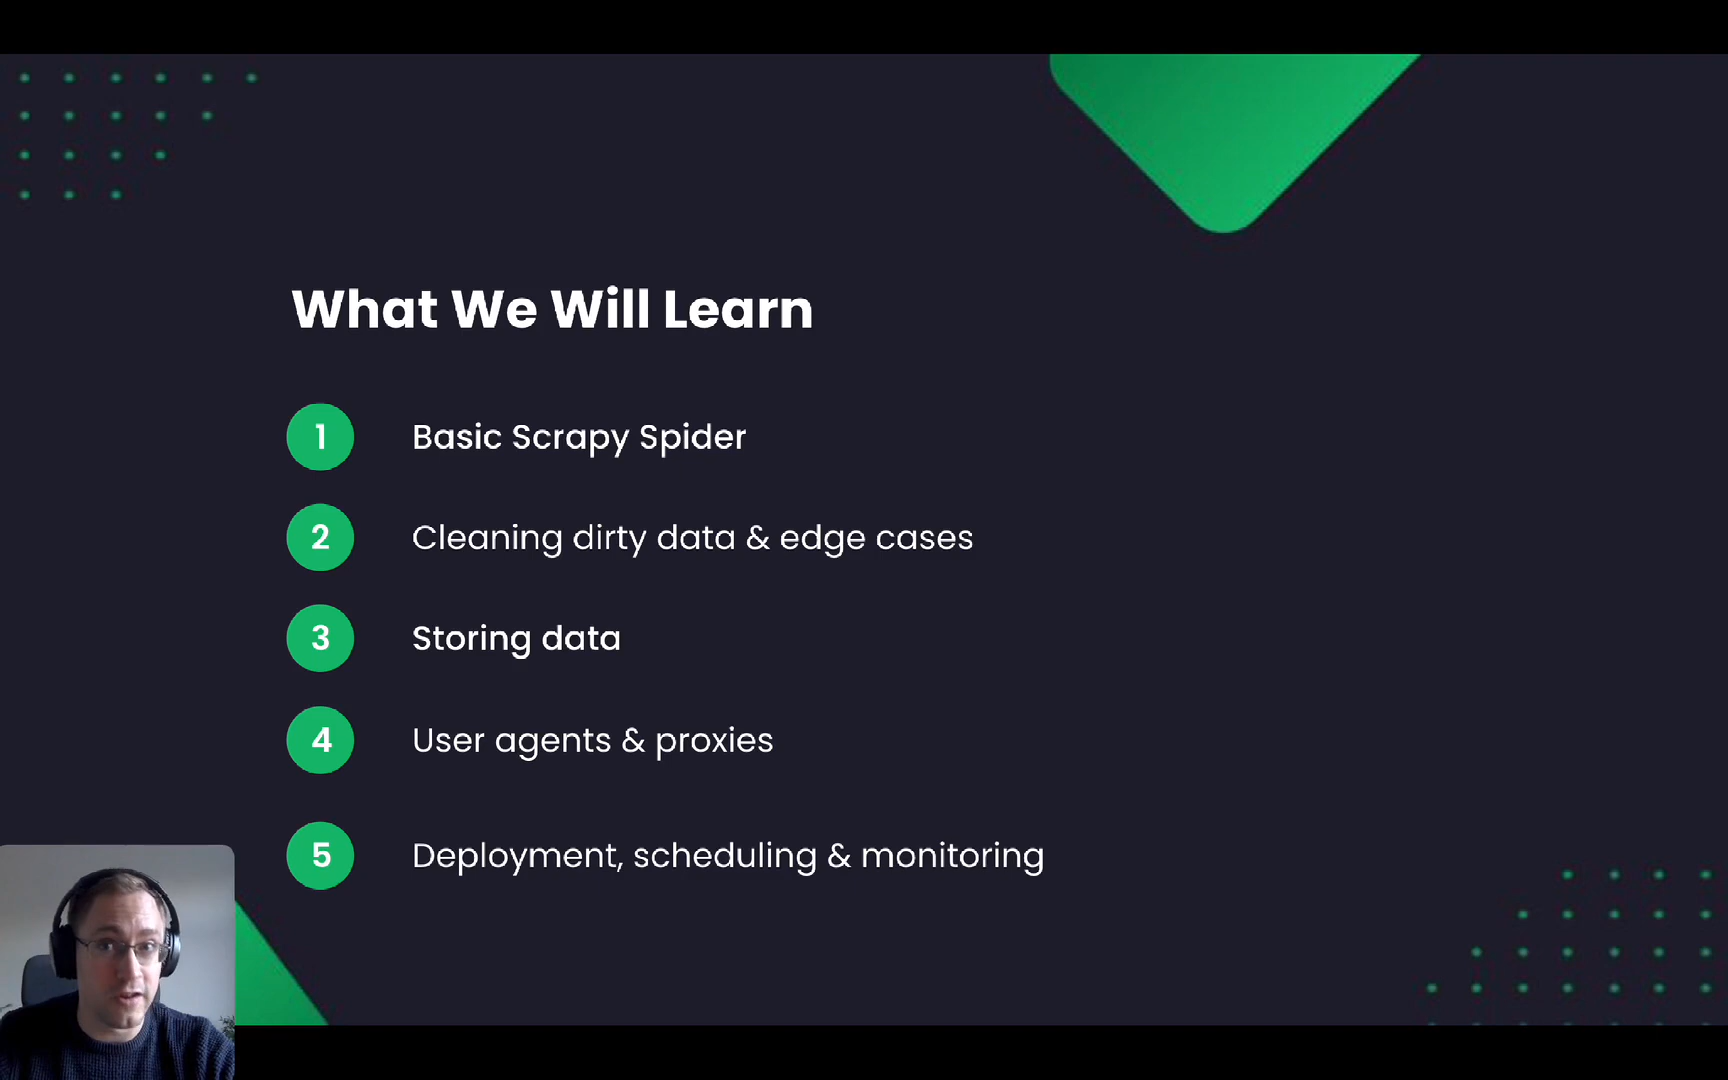 What We Will Learn
1 Basic Scrapy Spider
2 Cleaning dirty data & edge cases
3 Storing data
4 User agents & proxies
5 Deployment, scheduling & monitoring